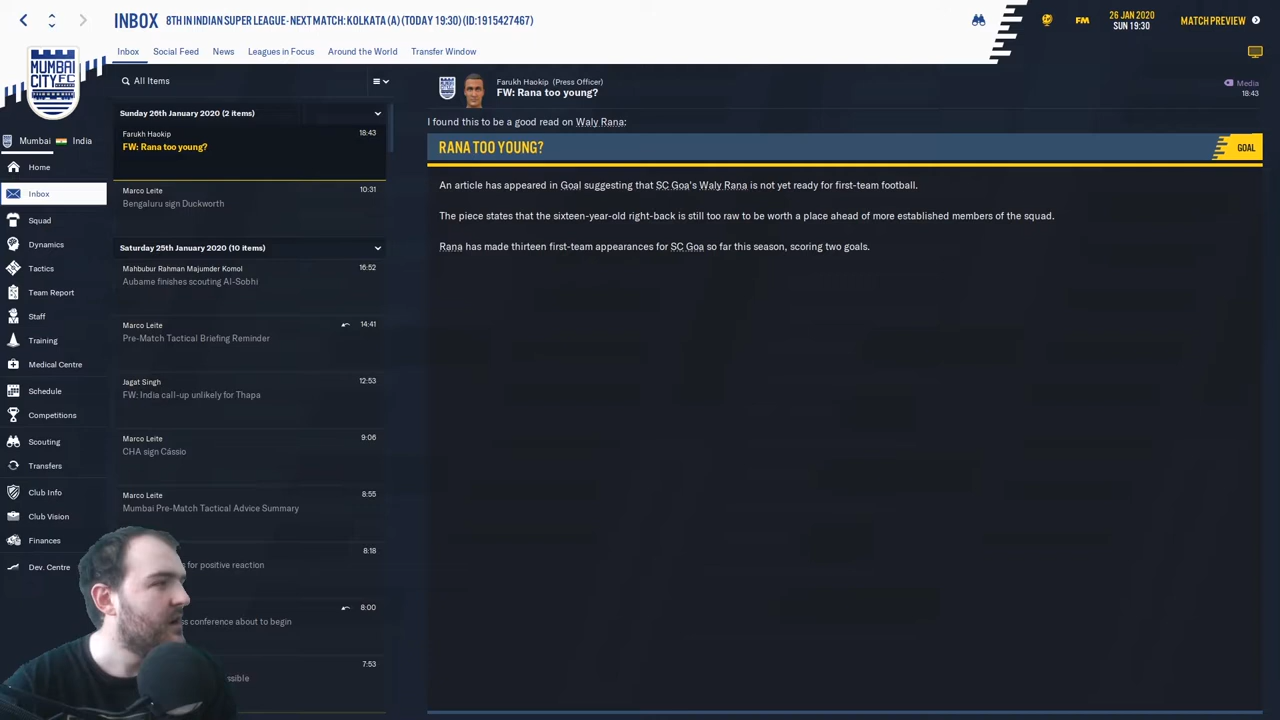 INBOX
8TH IN INDIAN SUPER LEAGUE - NEXT MATCH: KOLKATA (A) (TODAY 19:30) (ID:1915427467)
FM
26 JAN 2020
SUN 19:30
MATCH PREVIEW
Inbox
Social Feed
News
Leagues in Focus
Around the World
Transfer Window
MUMBAI
CITY FC
Mumbai
India
Home
Inbox
Squad
Dynamics
Tactics
Team Report
Staff
Training
Medical Centre
Schedule
Competitions
Scouting
Transfers
Club Info
Club Vision
Finances
Dev. Centre
All Items
Sunday 26th January 2020 (2 items)
Farukh Haokip 18:43
FW: Rana too young?
Marco Leite 10:31
Bengaluru sign Duckworth
Saturday 25th January 2020 (10 items)
Mahbubur Rahman Majumder Komol 16:52
Aubame finishes scouting Al-Sobhi
Marco Leite 14:41
Pre-Match Tactical Briefing Reminder
Jagat Singh 12:53
FW: India call-up unlikely for Thapa
Marco Leite 9:06
CHA sign Cássio
Marco Leite 8:55
Mumbai Pre-Match Tactical Advice Summary
8:18
for positive reaction
8:00
conference about to begin
7:53
Farukh Haokip (Press Officer)
FW: Rana too young?
Media
18:43
I found this to be a good read on Waly Rana:
RANA TOO YOUNG?
GOAL
An article has appeared in Goal suggesting that SC Goa's Waly Rana is not yet ready for first-team football.
The piece states that the sixteen-year-old right-back is still too raw to be worth a place ahead of more established members of the squad.
Rana has made thirteen first-team appearances for SC Goa so far this season, scoring two goals.